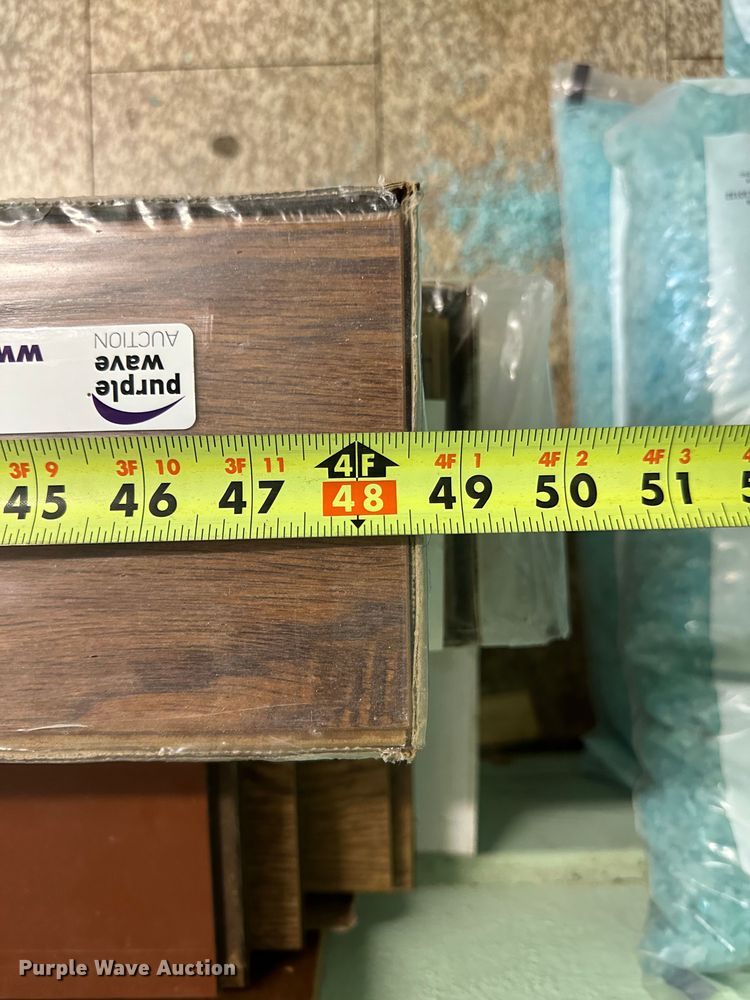 AUCTION
wave
purple
3F 9 3F 10 3F 11 4F 4F 1 4F 2 4F 3
45 46 47 48 49 50 51
Purple Wave Auction